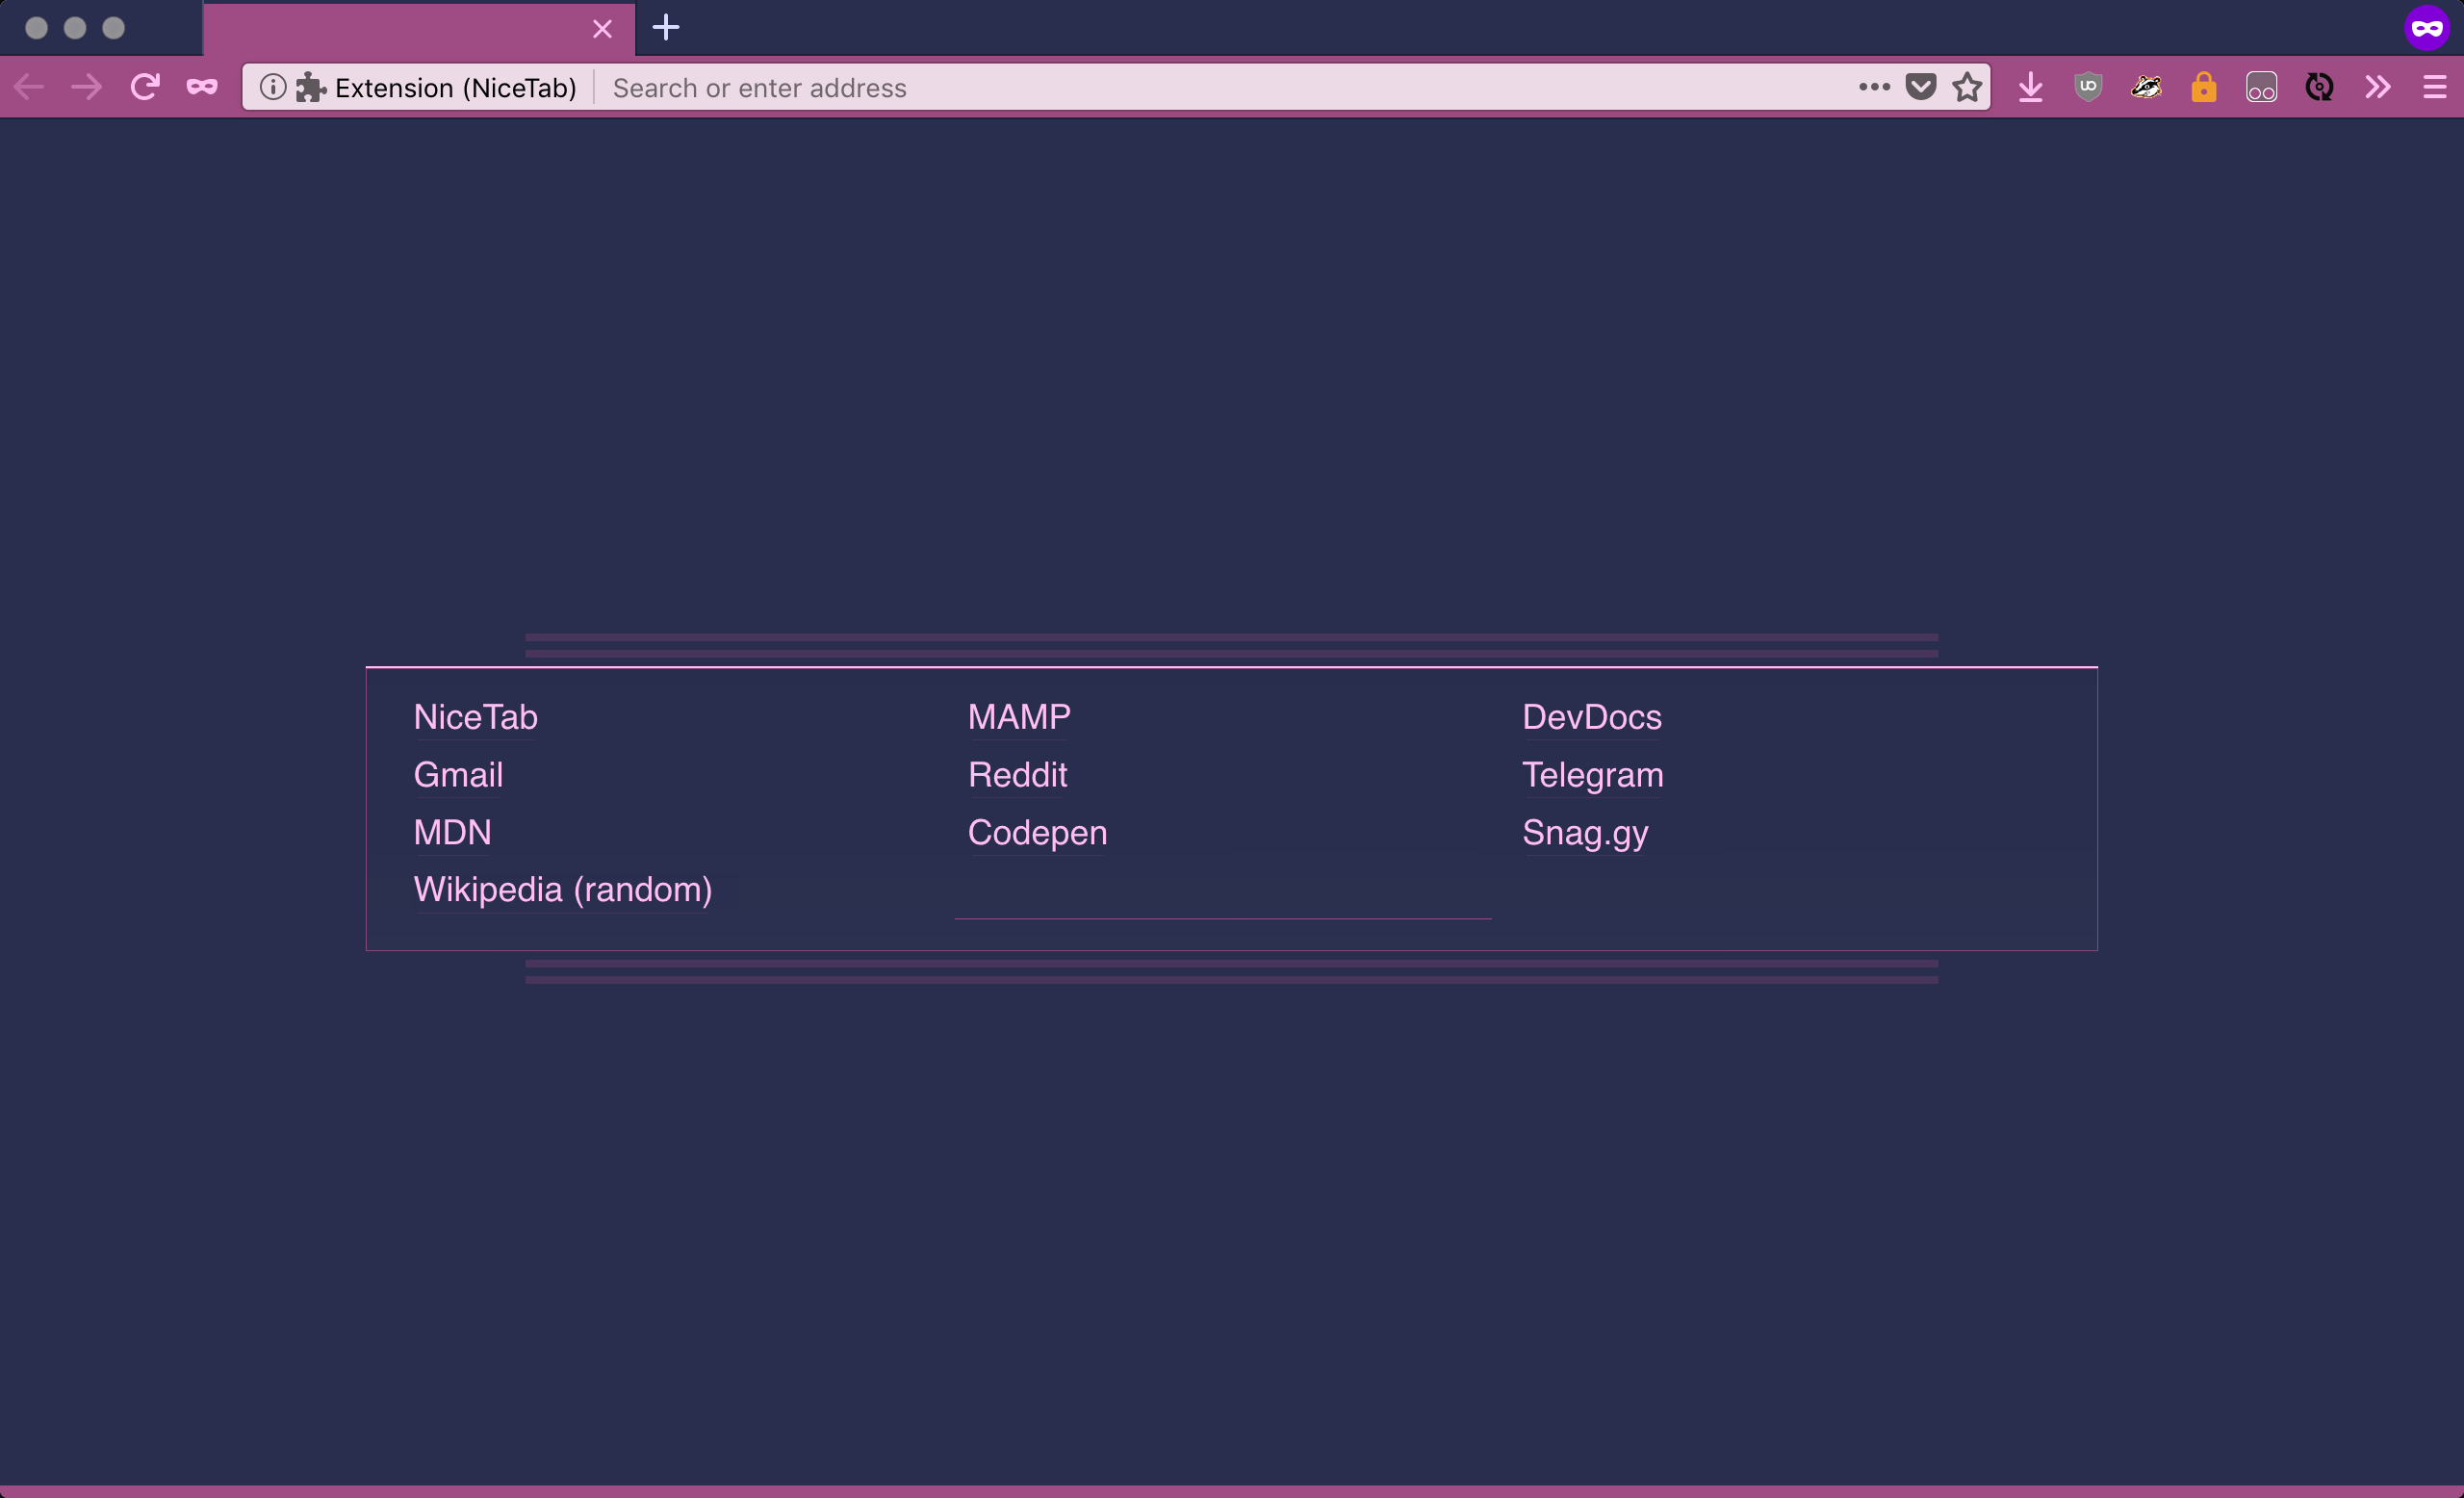 Extension (NiceTab) Search or enter address
NiceTab MAMP DevDocs
Gmail Reddit Telegram
MDN Codepen Snag.gy
Wikipedia (random)